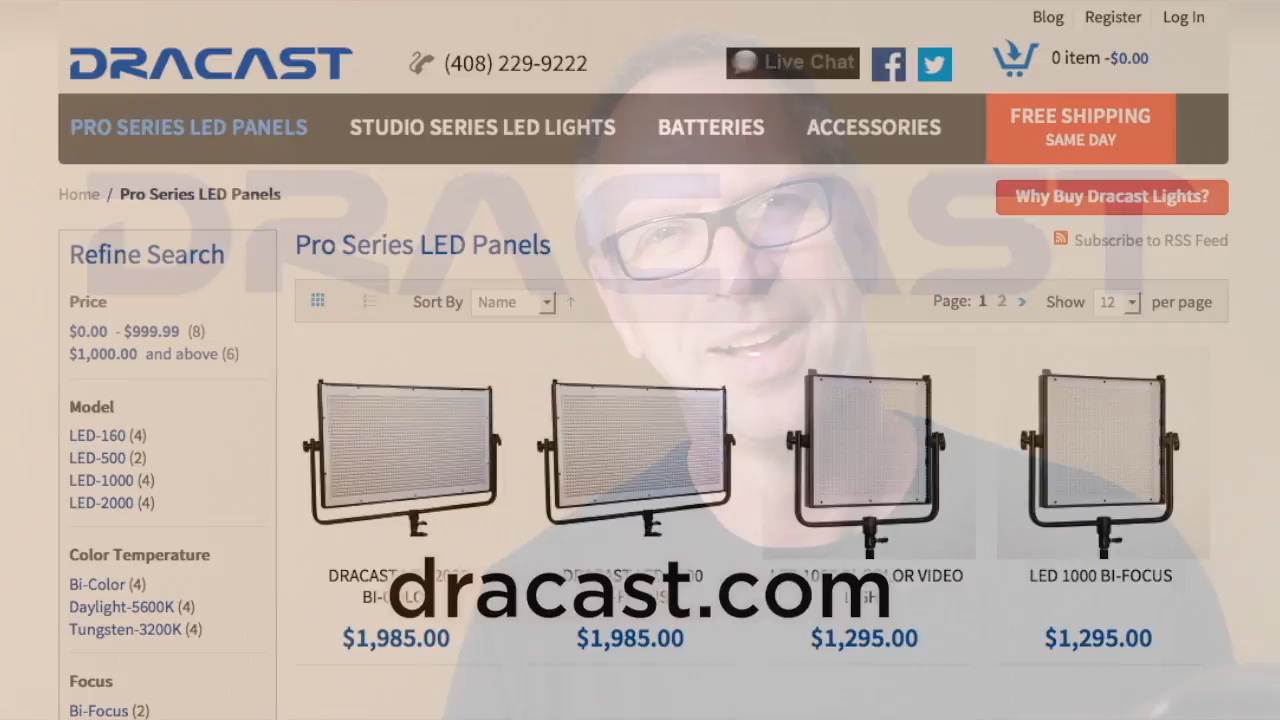 Blog Register Log In
DRACAST (408) 229-9222 Live Chat 0 item -$0.00
PRO SERIES LED PANELS STUDIO SERIES LED LIGHTS BATTERIES ACCESSORIES FREE SHIPPING
SAME DAY
Home / Pro Series LED Panels
Why Buy Dracast Lights?
DRACAST
Subscribe to RSS Feed
Refine Search
Pro Series LED Panels
Sort By Name Page: 1 2 Show 12 per page
Price
$0.00 - $999.99 (8)
$1,000.00 and above (6)
Model
LED-160 (4)
LED-500 (2)
LED-1000 (4)
LED-2000 (4)
Color Temperature
Bi-Color (4)
Daylight-5600K (4)
Tungsten-3200K (4)
Focus
Bi-Focus (2)
VIDEO
LED 1000 BI-FOCUS
dracast.com
$1,985.00 $1,985.00 $1,295.00 $1,295.00